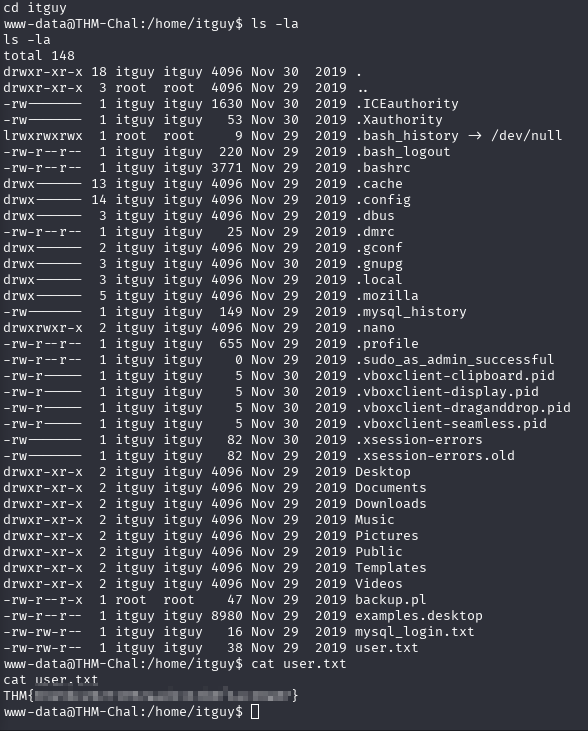 cd itguy
www-data@THM-Chal:/home/itguy$ ls -la
ls -la
total 148
drwxr-xr-x 18 itguy itguy 4096 Nov 30  2019 .
drwxr-xr-x  3 root  root  4096 Nov 29  2019 ..
-rw-------  1 itguy itguy 1630 Nov 30  2019 .ICEauthority
-rw-------  1 itguy itguy   53 Nov 30  2019 .Xauthority
lrwxrwxrwx  1 root  root     9 Nov 29  2019 .bash_history -> /dev/null
-rw-r--r--  1 itguy itguy  220 Nov 29  2019 .bash_logout
-rw-r--r--  1 itguy itguy 3771 Nov 29  2019 .bashrc
drwx------ 13 itguy itguy 4096 Nov 29  2019 .cache
drwx------ 14 itguy itguy 4096 Nov 29  2019 .config
drwx------  3 itguy itguy 4096 Nov 29  2019 .dbus
-rw-r--r--  1 itguy itguy   25 Nov 29  2019 .dmrc
drwx------  2 itguy itguy 4096 Nov 29  2019 .gconf
drwx------  3 itguy itguy 4096 Nov 30  2019 .gnupg
drwx------  3 itguy itguy 4096 Nov 29  2019 .local
drwx------  5 itguy itguy 4096 Nov 29  2019 .mozilla
-rw-------  1 itguy itguy  149 Nov 29  2019 .mysql_history
drwxrwxr-x  2 itguy itguy 4096 Nov 29  2019 .nano
-rw-r--r--  1 itguy itguy  655 Nov 29  2019 .profile
-rw-r--r--  1 itguy itguy    0 Nov 29  2019 .sudo_as_admin_successful
-rw-r-----  1 itguy itguy    5 Nov 30  2019 .vboxclient-clipboard.pid
-rw-r-----  1 itguy itguy    5 Nov 30  2019 .vboxclient-display.pid
-rw-r-----  1 itguy itguy    5 Nov 30  2019 .vboxclient-draganddrop.pid
-rw-r-----  1 itguy itguy    5 Nov 30  2019 .vboxclient-seamless.pid
-rw-------  1 itguy itguy   82 Nov 30  2019 .xsession-errors
-rw-------  1 itguy itguy   82 Nov 29  2019 .xsession-errors.old
drwxr-xr-x  2 itguy itguy 4096 Nov 29  2019 Desktop
drwxr-xr-x  2 itguy itguy 4096 Nov 29  2019 Documents
drwxr-xr-x  2 itguy itguy 4096 Nov 29  2019 Downloads
drwxr-xr-x  2 itguy itguy 4096 Nov 29  2019 Music
drwxr-xr-x  2 itguy itguy 4096 Nov 29  2019 Pictures
drwxr-xr-x  2 itguy itguy 4096 Nov 29  2019 Public
drwxr-xr-x  2 itguy itguy 4096 Nov 29  2019 Templates
drwxr-xr-x  2 itguy itguy 4096 Nov 29  2019 Videos
-rw-r--r-x  1 root  root    47 Nov 29  2019 backup.pl
-rw-r--r--  1 itguy itguy 8980 Nov 29  2019 examples.desktop
-rw-rw-r--  1 itguy itguy   16 Nov 29  2019 mysql_login.txt
-rw-rw-r--  1 itguy itguy   38 Nov 29  2019 user.txt
www-data@THM-Chal:/home/itguy$ cat user.txt
cat user.txt
THM{}
www-data@THM-Chal:/home/itguy$